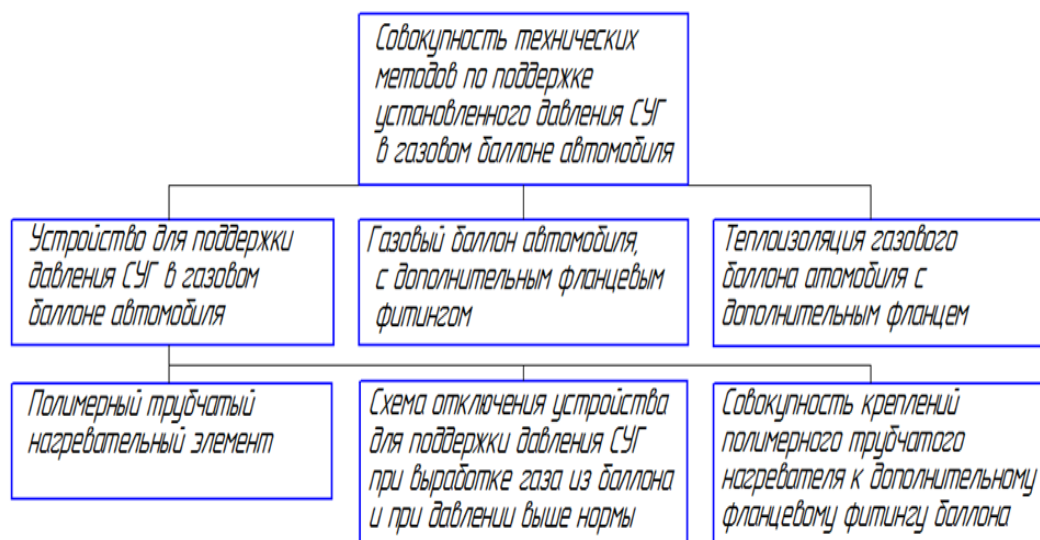 Совокупность технических
методов по поддержке
установленного давления СУГ
в газовом баллоне автомобиля
Устройство для поддержки
давления СУГ в газовом
баллоне автомобиля
Газовый баллон автомобиля,
с дополнительным фланцевым
фитингом
Теплоизоляция газового
баллона атомобиля с
дополнительным фланцем
Полимерный трубчатый
нагревательный элемент
Схема отключения устройства
для поддержки давления СУГ
при выработке газа из баллона
и при давлении выше нормы
Совокупность креплений
полимерного трубчатого
нагревателя к дополнительному
фланцевому фитингу баллона